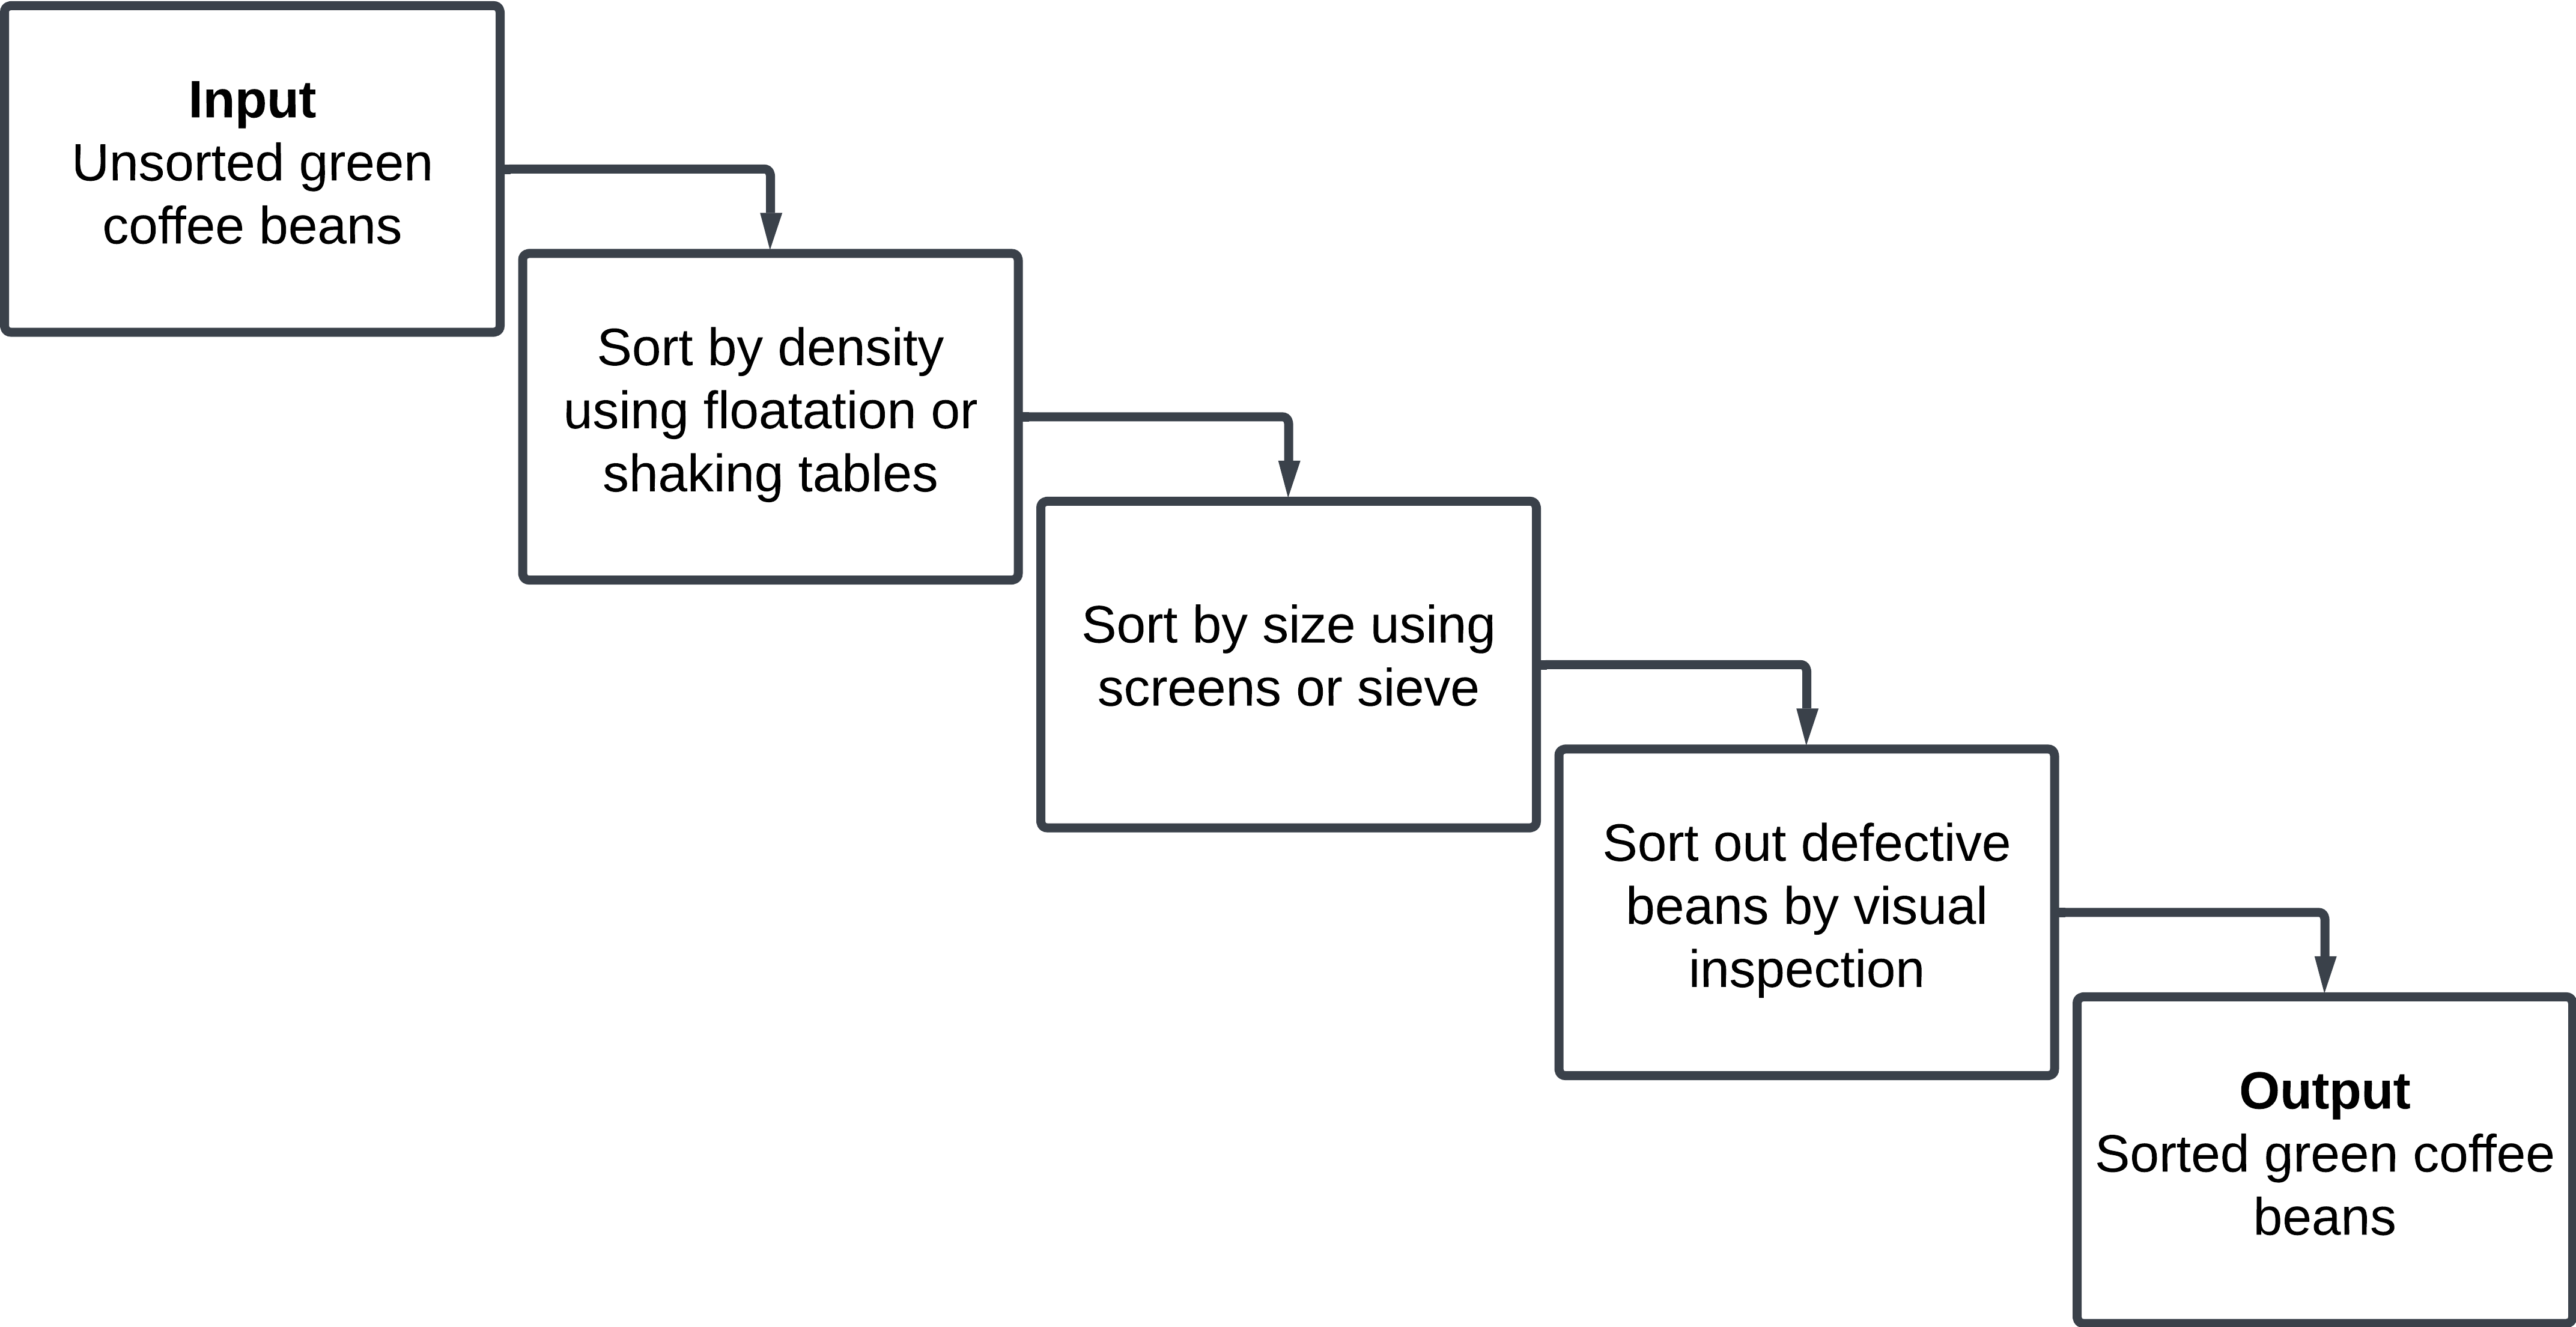 Input
Unsorted green
coffee beans
Sort by density
using floatation or
shaking tables
Sort by size using
screens or sieve
Sort out defective
beans by visual
inspection
Output
Sorted green coffee
beans